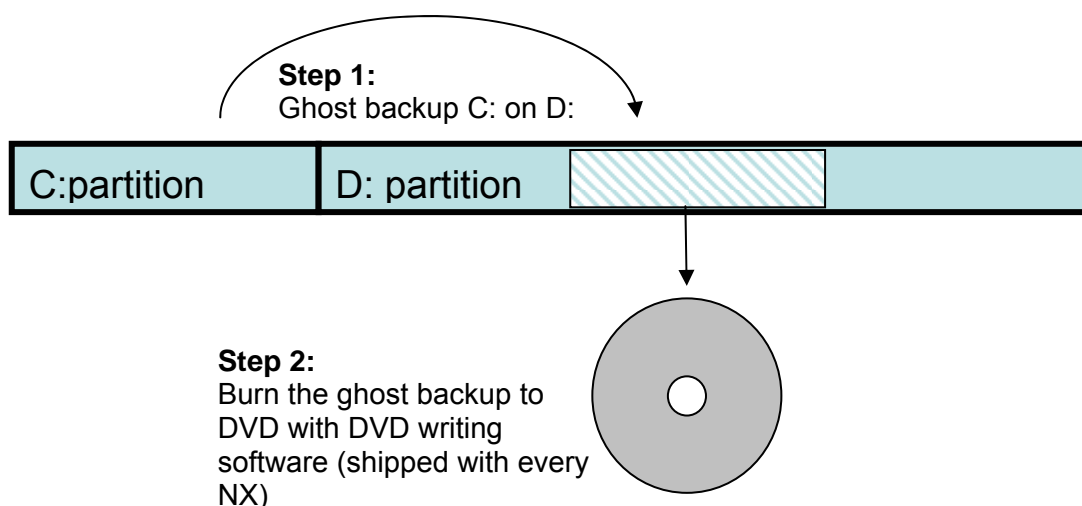 Step 1:
Ghost backup C: on D:
C:partition
D: partition
Step 2:
Burn the ghost backup to
DVD with DVD writing
software (shipped with every
NX)